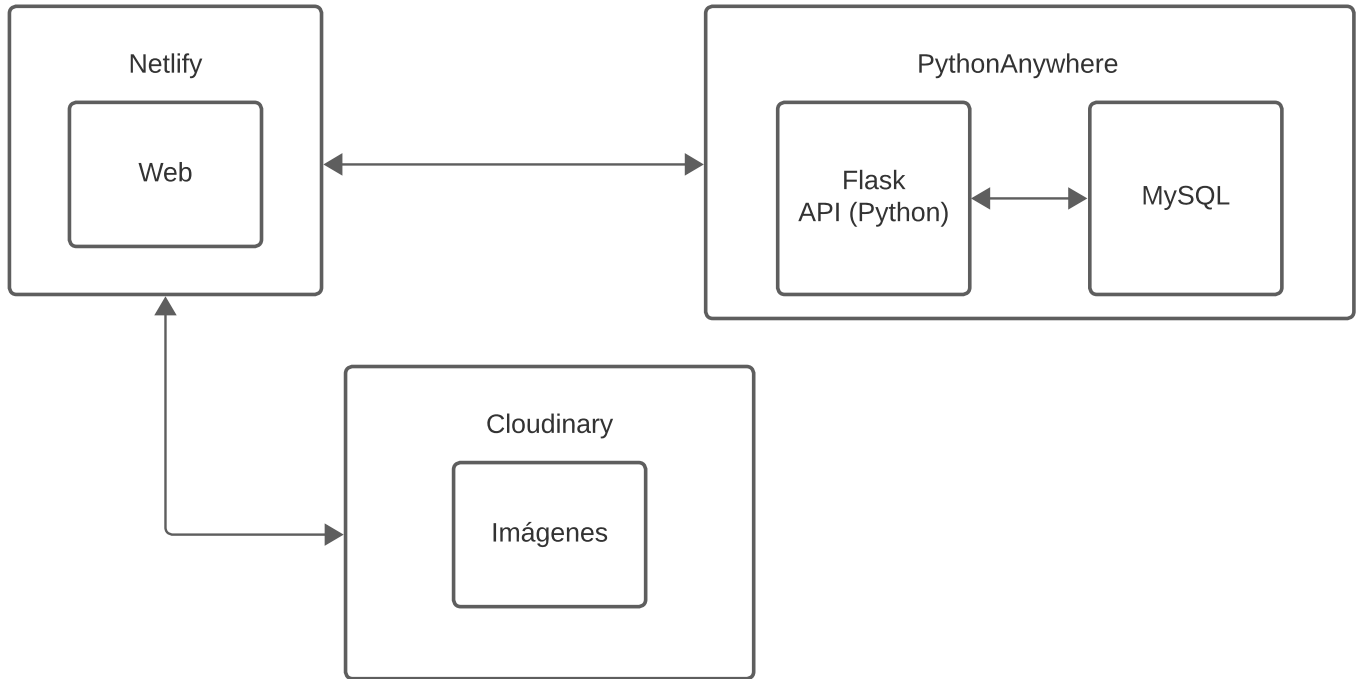 Netlify
Web
PythonAnywhere
Flask
API (Python)
MySQL
Cloudinary
Imágenes